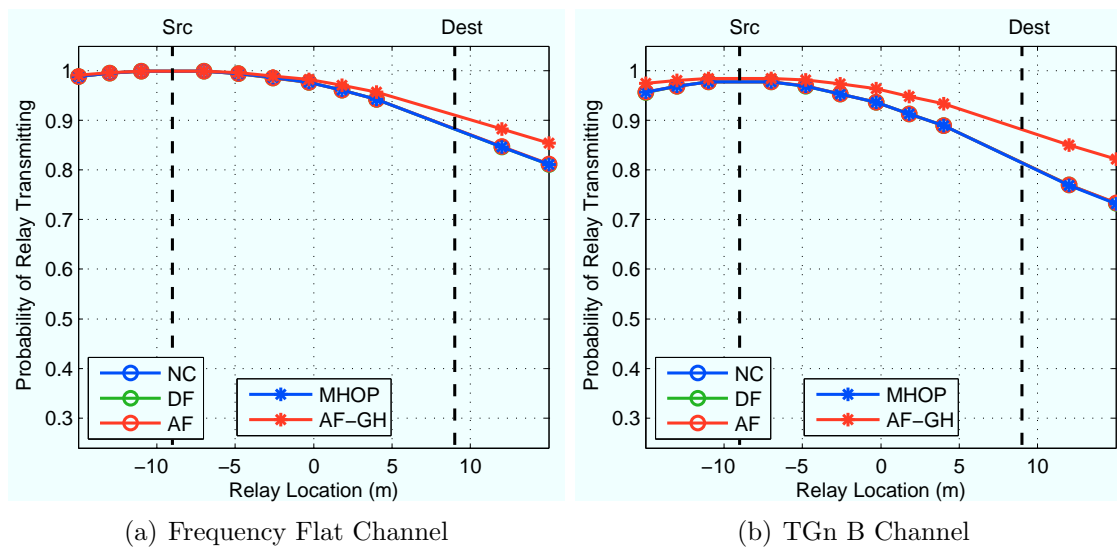 Src Dest
1
0.9
0.8
0.7
0.6
0.5
0.4
0.3
Probability of Relay Transmitting
NC
DF
AF
MHOP
AF−GH
−10 −5 0 5 10
Relay Location (m)
(a) Frequency Flat Channel
Src Dest
1
0.9
0.8
0.7
0.6
0.5
0.4
0.3
Probability of Relay Transmitting
NC
DF
AF
MHOP
AF−GH
−10 −5 0 5 10
Relay Location (m)
(b) TGn B Channel